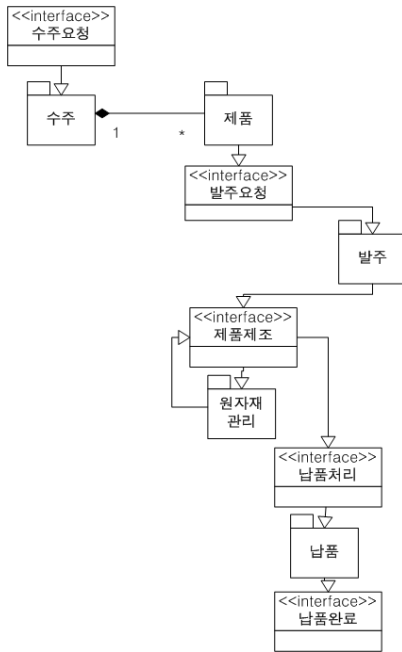 <<interface>>
수주요청
수주
제품
1
*
<<interface>>
발주요청
발주
<<interface>>
제품제조
원자재
관리
<<interface>>
납품처리
납품
<<interface>>
납품완료